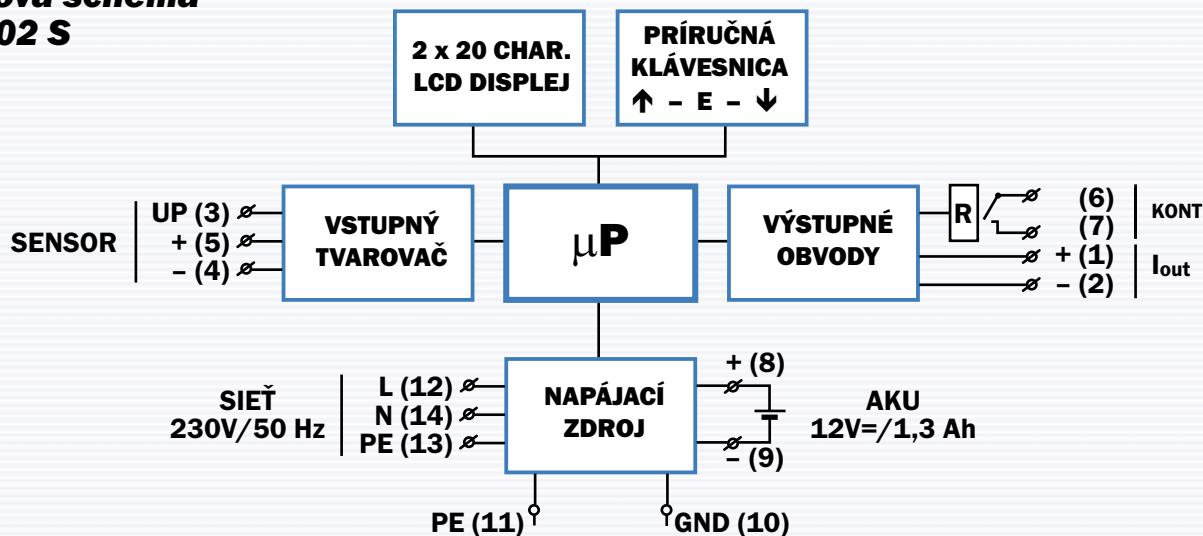 02 S
2 x 20 CHAR.
LCD DISPLEJ
PRÍRUČNÁ
KLÁVESNICA
↑ – E – ↓
SENSOR
UP (3)
+ (5)
– (4)
VSTUPNÝ
TVAROVAČ
µP
VÝSTUPNÉ
OBVODY
R
(6)
(7)
KONT
+ (1)
– (2)
Iout
SIEŤ
230V/50 Hz
L (12)
N (14)
PE (13)
NAPÁJACÍ
ZDROJ
+ (8)
– (9)
AKU
12V=/1,3 Ah
PE (11)
GND (10)